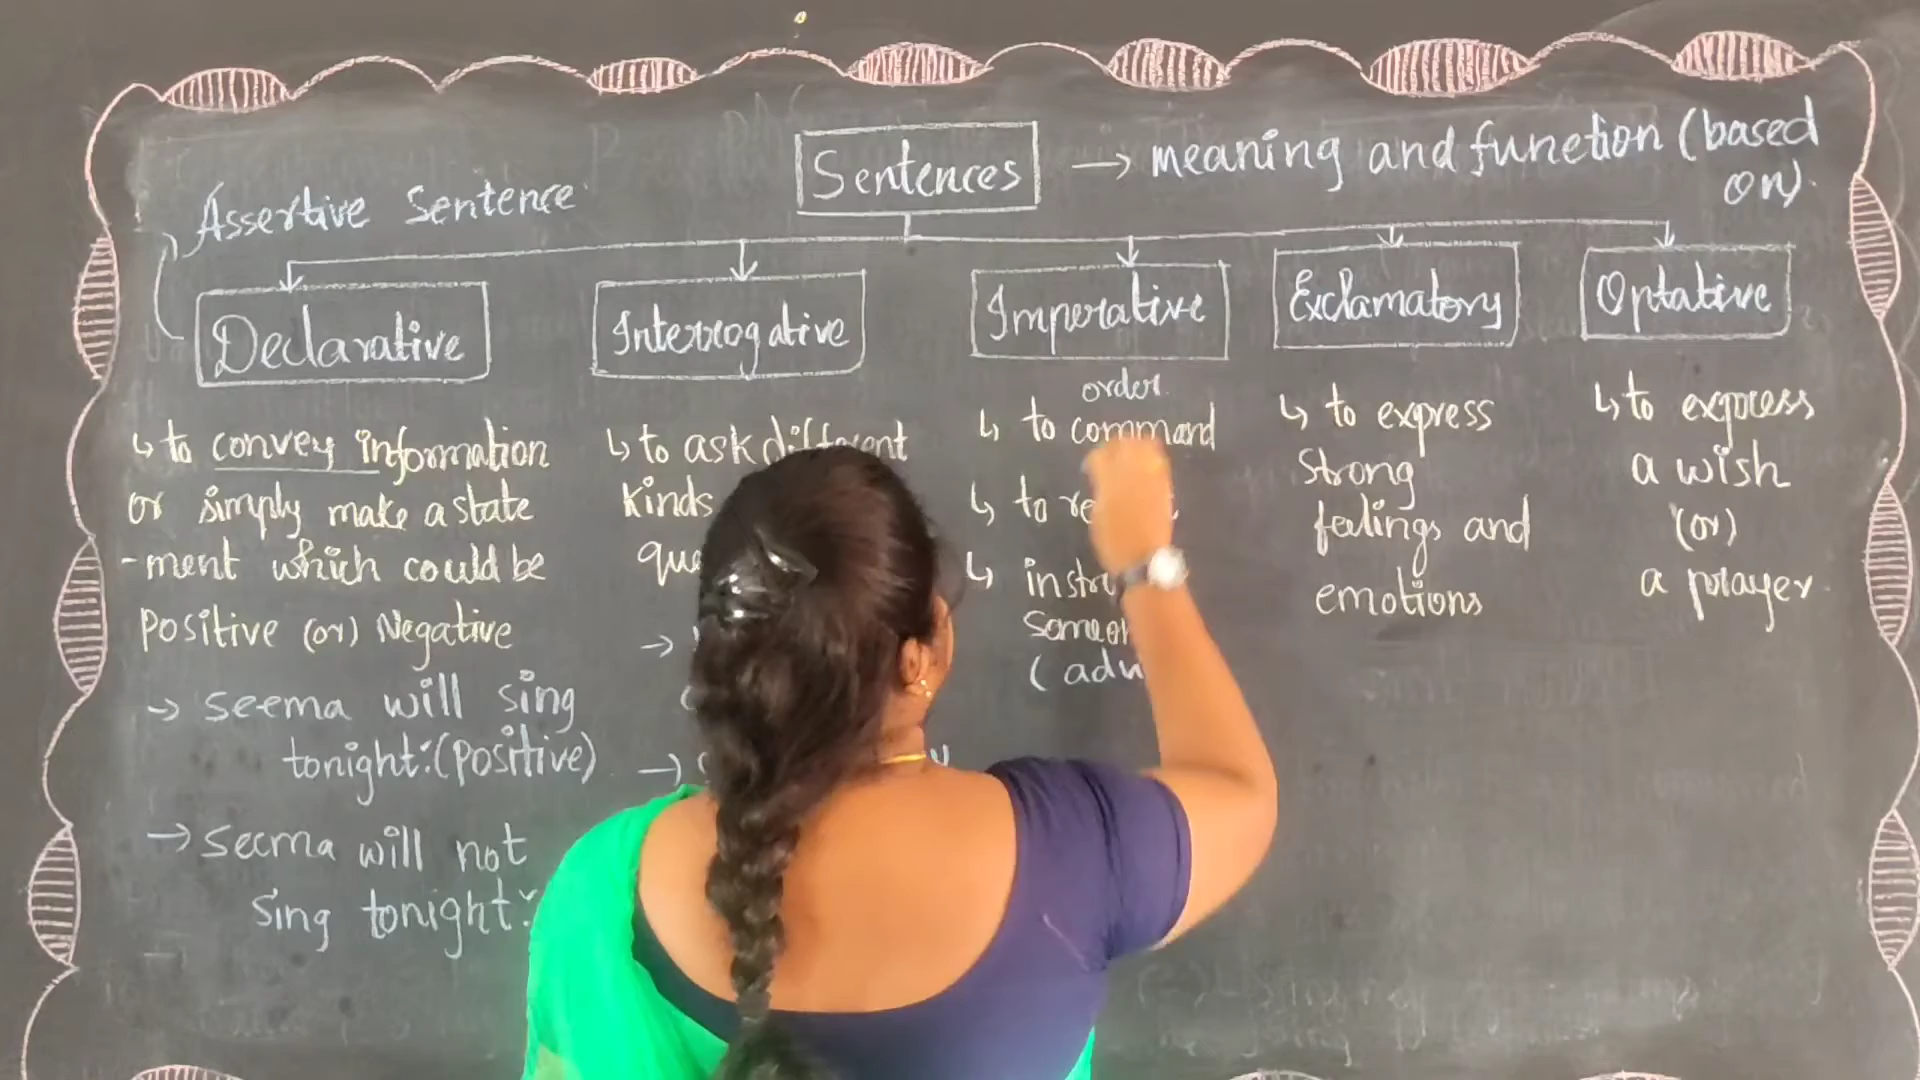 Sentences → meaning and function (based
on)
Assertive Sentence
Declarative
↳ to convey information
or simply make a state
-ment which could be
Positive (or) Negative
→ seema will sing
tonight. (positive)
→ seema will not
sing tonight.
Interrogative
↳ to ask different
kinds
Imperative
order
↳ to command
↳ to
↳
Exclamatory
↳ to express
strong
feelings and
emotions
Optative
↳ to express
a wish
(or)
a prayer